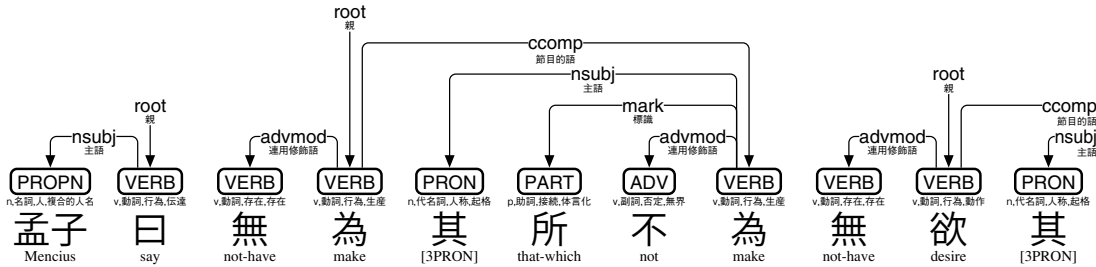 root
親
ccomp
節目的語
nsubj
主語
root
親
root
親
mark
標識
ccomp
節目的語
nsubj
主語
advmod
連用修飾語
advmod
連用修飾語
advmod
連用修飾語
nsubj
主語
PROPN VERB VERB VERB PRON PART ADV VERB VERB VERB PRON
n,名詞,人,複合的人名 v,動詞,行為,伝達 v,動詞,存在,存在 v,動詞,行為,生産 n,代名詞,人称,起格 p,助詞,接続,体言化 v,副詞,否定,無界 v,動詞,行為,生産 v,動詞,存在,存在 v,動詞,行為,動作 n,代名詞,人称,起格
孟子 曰 無 為 其 所 不 為 無 欲 其
Mencius say not-have make [3PRON] that-which not make not-have desire [3PRON]